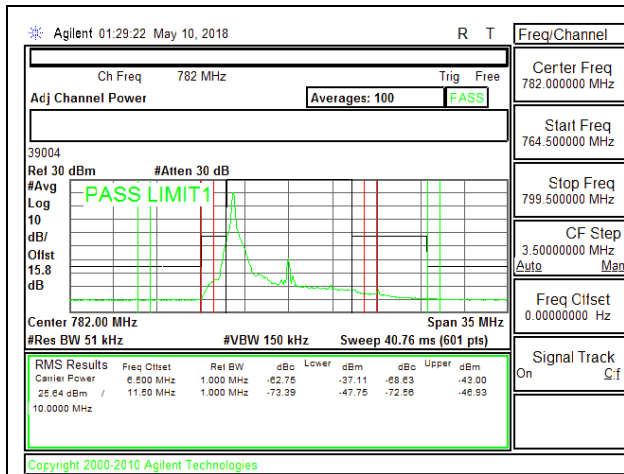 Agilent 01:29:22 May 10, 2018 R T
Ch Freq 782 MHz Trig Free
Adj Channel Power Averages: 100 PASS
39004
Ref 30 dBm #Atten 30 dB
#Avg
Log
10
dB/
Offst
15.8
dB
PASS LIMIT1
Center 782.00 MHz Span 35 MHz
#Res BW 51 kHz #VBW 150 kHz Sweep 40.76 ms (601 pts)
RMS Results Freq Offset Ref BW dBc Lower dBm dBc Upper dBm
Carrier Power 6.500 MHz 1.000 MHz -62.75 -37.11 -68.63 -43.00
25.64 dBm / 11.50 MHz 1.000 MHz -73.39 -47.75 -72.56 -46.93
10.0000 MHz
Copyright 2000-2010 Agilent Technologies
Freq/Channel
Center Freq
782.000000 MHz
Start Freq
764.500000 MHz
Stop Freq
799.500000 MHz
CF Step
3.50000000 MHz
Auto Man
Freq Offset
0.00000000 Hz
Signal Track
On Off